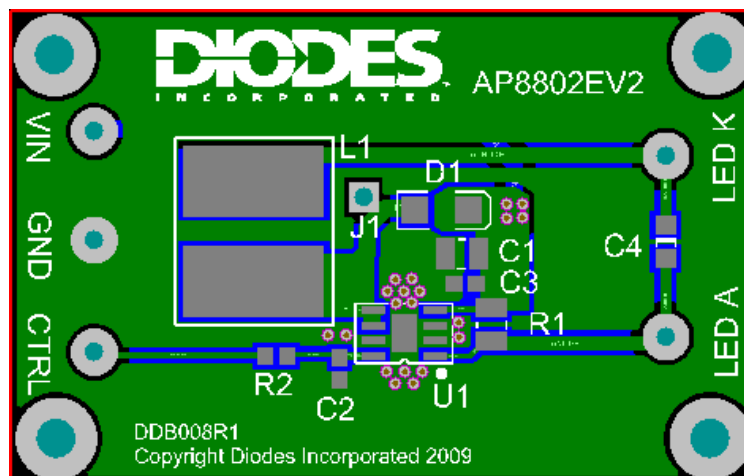 DIODES
INCORPORATED
AP8802EV2
VIN
GND
CTRL
L1
J1
D1
C1
C3
R1
C4
LED K
LED A
R2
C2
U1
DDB008R1
Copyright Diodes Incorporated 2009